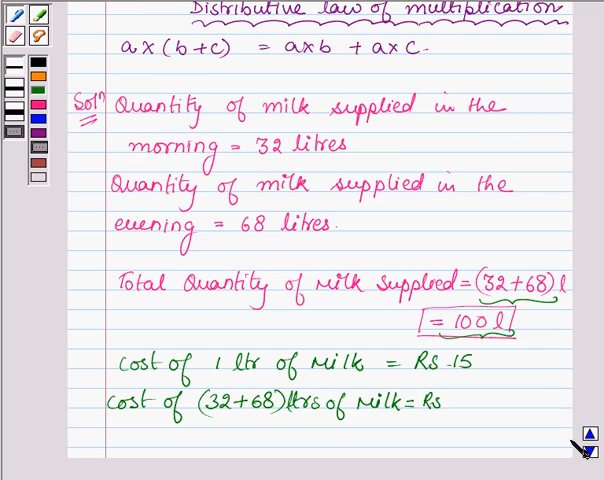 Distributive law of multiplication
a×(b+c) = a×b + a×c.
Solⁿ Quantity of milk supplied in the
morning = 32 litres
Quantity of milk supplied in the
evening = 68 litres.
Total Quantity of Milk Supplied = (32+68) l
= 100 l
Cost of 1 ltr of Milk = Rs. 15
Cost of (32+68) ltrs of Milk = Rs